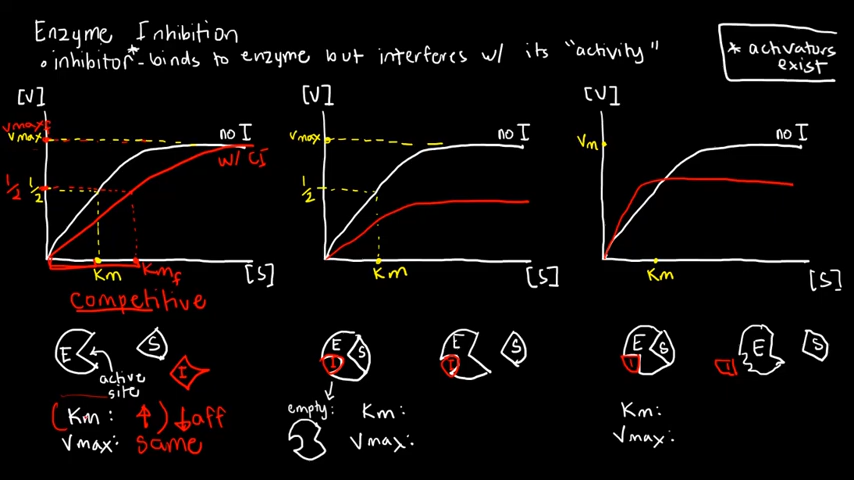 Enzyme Inhibition
• inhibitor* - binds to enzyme but interferes w/ its "activity"
* activators
exist
[V]
Vmaxf
Vmax
1/2 1/2
no I
w/ CI
Km
Kmf
[S]
competitive
[V]
Vmax
1/2
no I
Km
[S]
[V]
Vm
no I
Km
[S]
E
S
I
active
site
(Km: ↑) ↓aff
Vmax: same
E
I
S
E
I
S
empty:
Km:
Vmax:
E
I
S
I
E
S
Km:
Vmax: